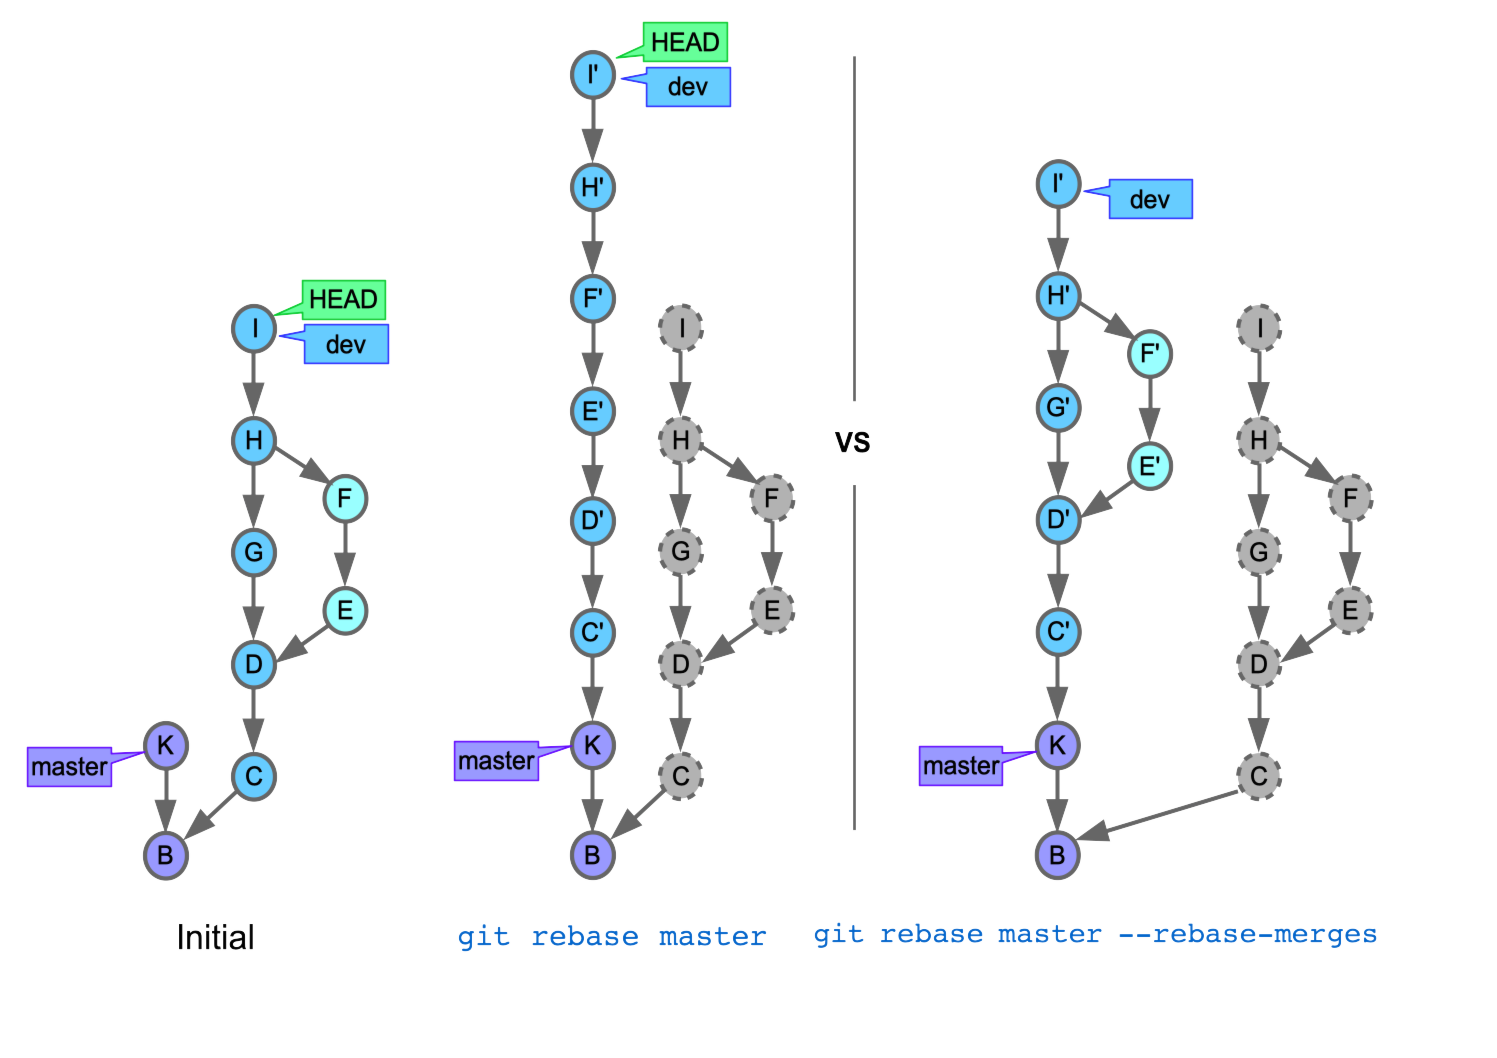 HEAD
dev
I
H
F
G
E
D
K
master
C
B
Initial
HEAD
I'
dev
H'
F'
I
E'
H
F
D'
G
E
C'
D
K
master
C
B
git rebase master
VS
I'
dev
H'
I
F'
G'
H
E'
F
D'
G
E
C'
D
K
master
C
B
git rebase master --rebase-merges